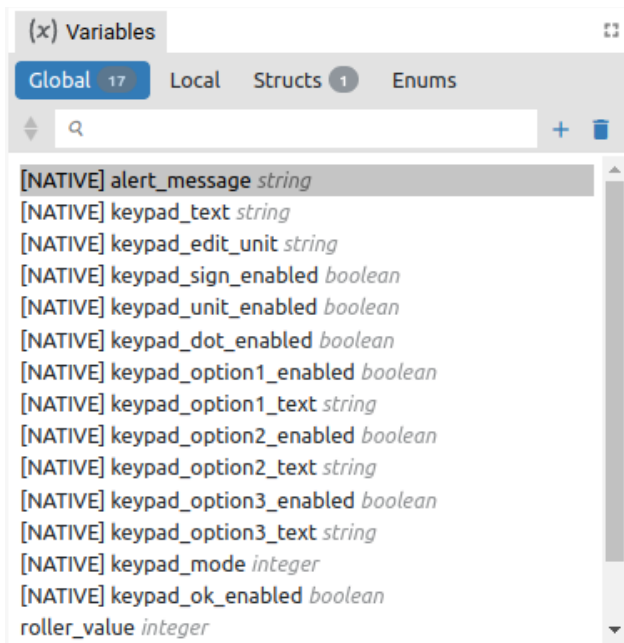 (x) Variables
Global 17 Local Structs 1 Enums
[NATIVE] alert_message string
[NATIVE] keypad_text string
[NATIVE] keypad_edit_unit string
[NATIVE] keypad_sign_enabled boolean
[NATIVE] keypad_unit_enabled boolean
[NATIVE] keypad_dot_enabled boolean
[NATIVE] keypad_option1_enabled boolean
[NATIVE] keypad_option1_text string
[NATIVE] keypad_option2_enabled boolean
[NATIVE] keypad_option2_text string
[NATIVE] keypad_option3_enabled boolean
[NATIVE] keypad_option3_text string
[NATIVE] keypad_mode integer
[NATIVE] keypad_ok_enabled boolean
roller_value integer